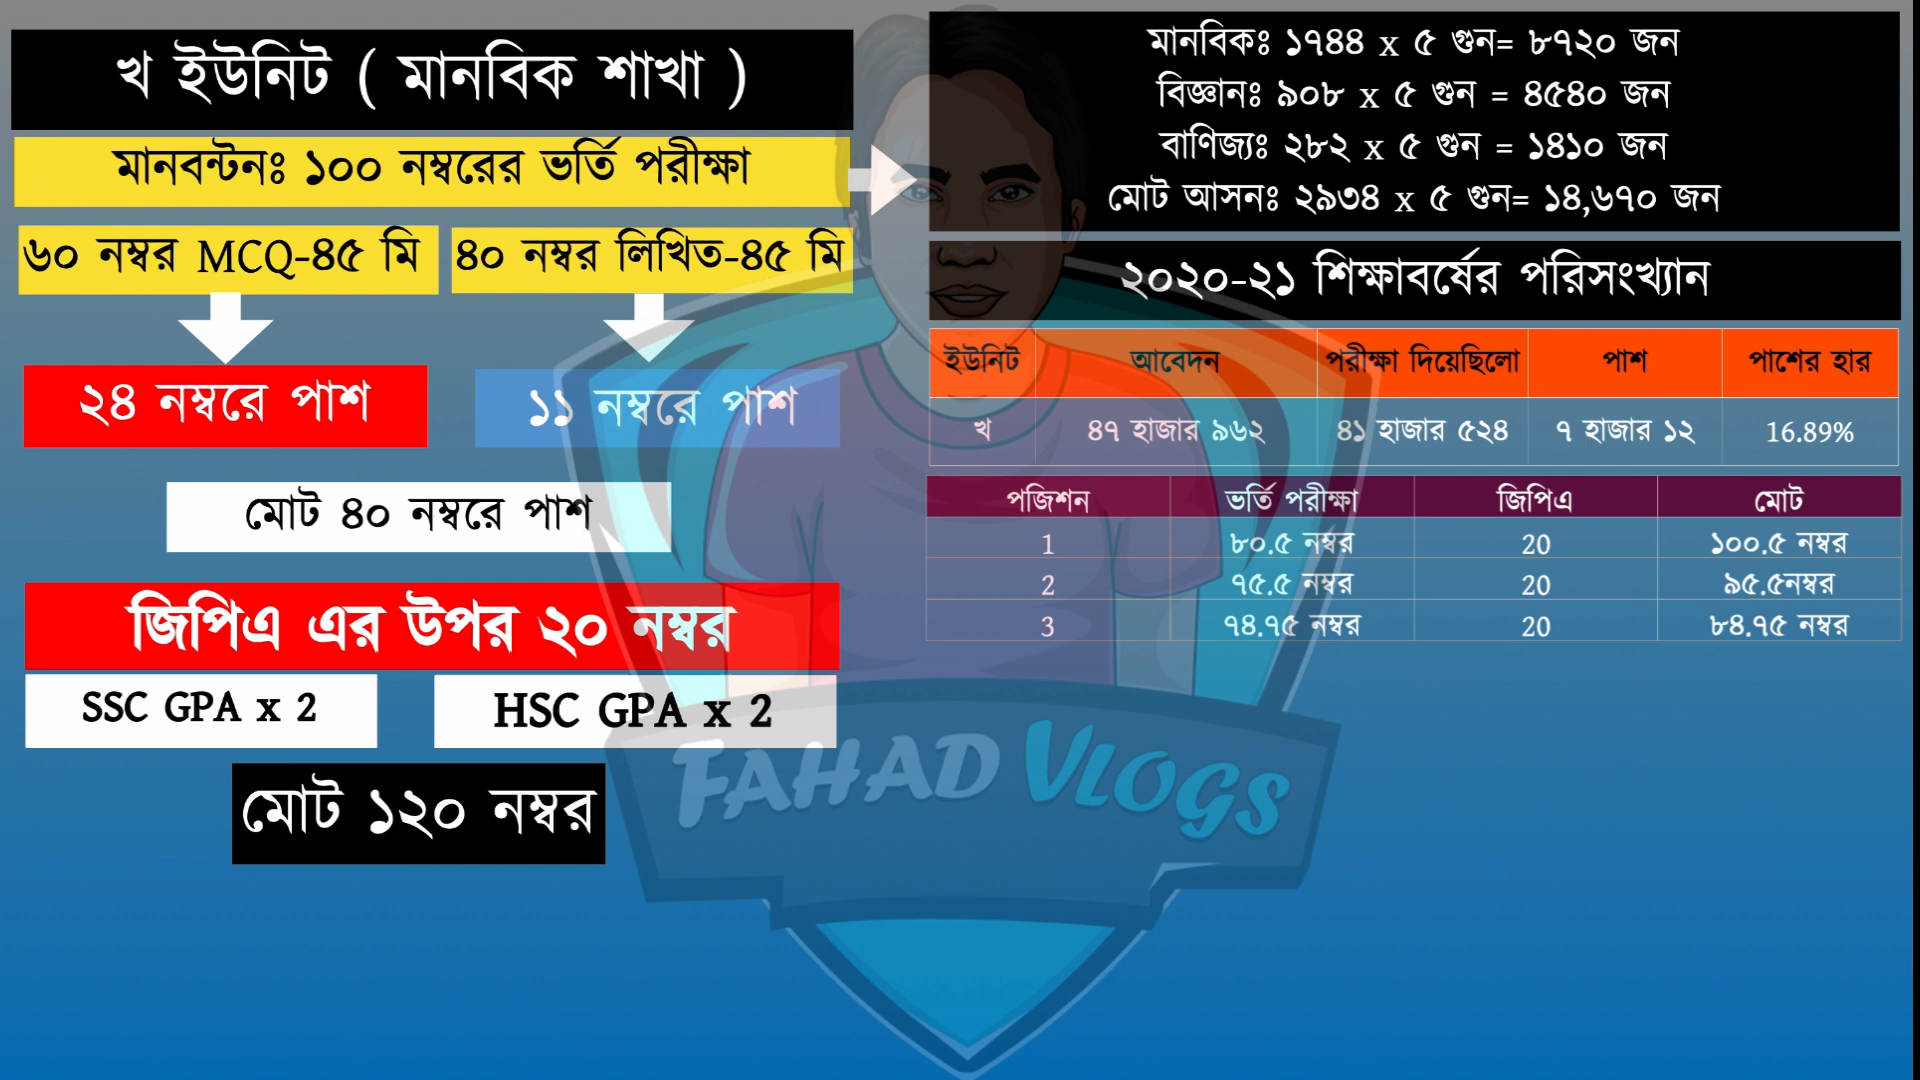 খ ইউনিট ( মানবিক শাখা )
মানবন্টনঃ ১০০ নম্বরের ভর্তি পরীক্ষা
৬০ নম্বর MCQ-৪৫ মি
৪০ নম্বর লিখিত-৪৫ মি
২৪ নম্বরে পাশ
১১ নম্বরে পাশ
মোট ৪০ নম্বরে পাশ
জিপিএ এর উপর ২০ নম্বর
SSC GPA x 2
HSC GPA x 2
মোট ১২০ নম্বর
মানবিকঃ ১৭৪৪ x ৫ গুন= ৮৭২০ জন
বিজ্ঞানঃ ৯০৮ x ৫ গুন = ৪৫৪০ জন
বাণিজ্যঃ ২৮২ x ৫ গুন = ১৪১০ জন
মোট আসনঃ ২৯৩৪ x ৫ গুন= ১৪,৬৭০ জন
২০২০-২১ শিক্ষাবর্ষের পরিসংখ্যান
ইউনিট আবেদন পরীক্ষা দিয়েছিলো পাশ পাশের হার
খ ৪৭ হাজার ৯৬২ ৪১ হাজার ৫২৪ ৭ হাজার ১২ 16.89%
পজিশন ভর্তি পরীক্ষা জিপিএ মোট
1 ৮০.৫ নম্বর 20 ১০০.৫ নম্বর
2 ৭৫.৫ নম্বর 20 ৯৫.৫নম্বর
3 ৭৪.৭৫ নম্বর 20 ৮৪.৭৫ নম্বর
FAHAD VLOGS